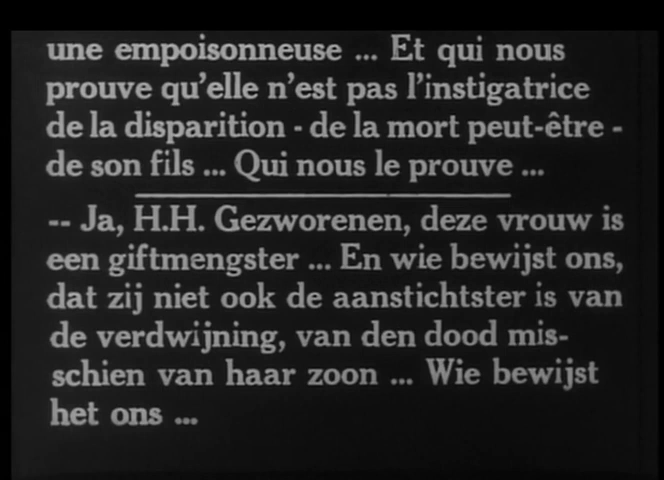 une empoisonneuse ... Et qui nous
prouve qu'elle n'est pas l'instigatrice
de la disparition - de la mort peut-être -
de son fils ... Qui nous le prouve ...
-- Ja, H.H. Gezworenen, deze vrouw is
een giftmengster ... En wie bewijst ons,
dat zij niet ook de aanstichtster is van
de verdwijning, van den dood mis-
schien van haar zoon ... Wie bewijst
het ons ...